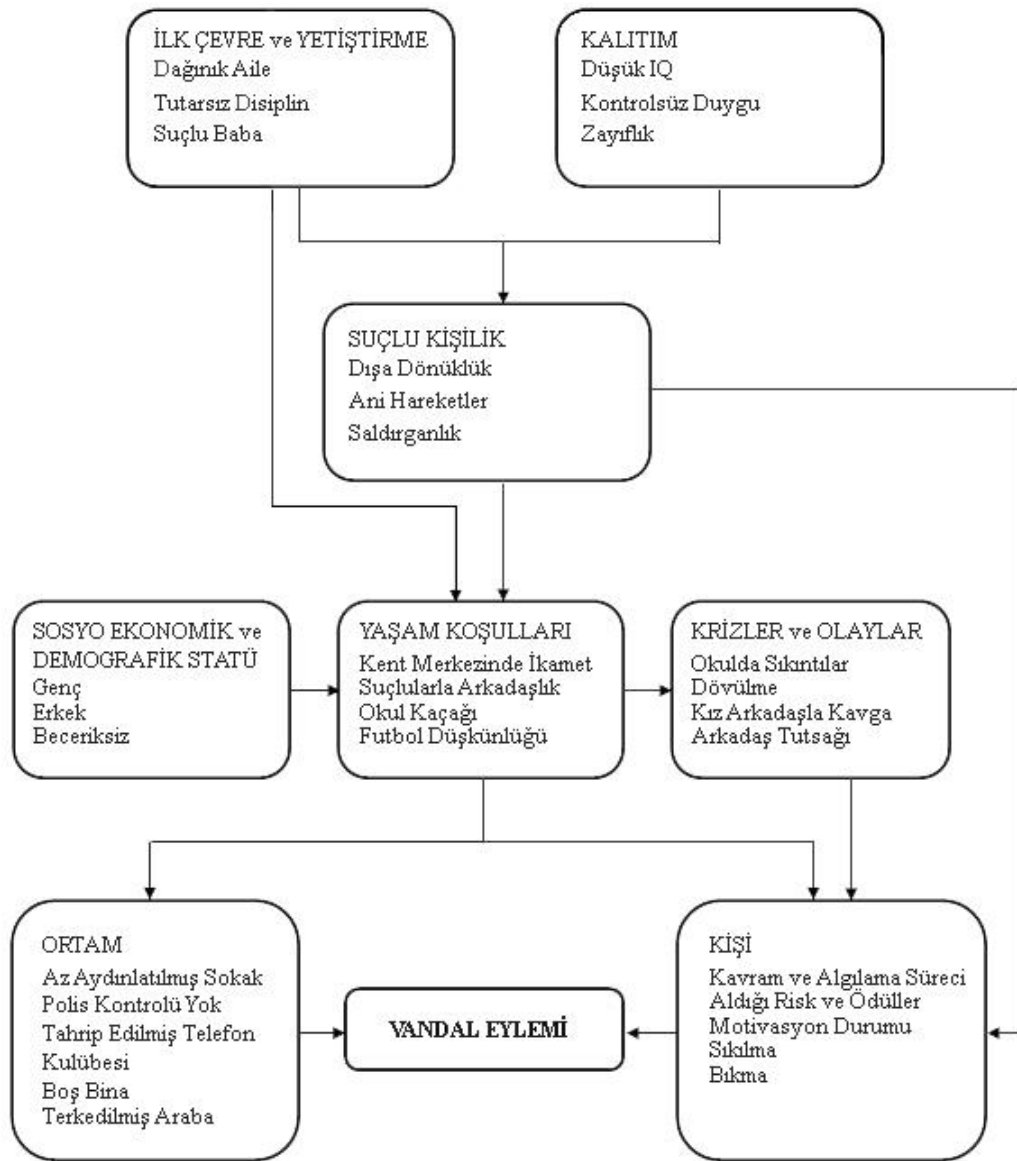 İLK ÇEVRE ve YETİŞTİRME
Dağınık Aile
Tutarsız Disiplin
Suçlu Baba
KALITIM
Düşük IQ
Kontrolsüz Duygu
Zayıflık
SUÇLU KİŞİLİK
Dışa Dönüklük
Ani Hareketler
Saldırganlık
SOSYO EKONOMİK ve
DEMOGRAFİK STATÜ
Genç
Erkek
Beceriksiz
YAŞAM KOŞULLARI
Kent Merkezinde İkamet
Suçlularla Arkadaşlık
Okul Kaçağı
Futbol Düşkünlüğü
KRİZLER ve OLAYLAR
Okulda Sıkıntılar
Dövülme
Kız Arkadaşla Kavga
Arkadaş Tutsağı
ORTAM
Az Aydınlatılmış Sokak
Polis Kontrolü Yok
Tahrip Edilmiş Telefon
Kulübesi
Boş Bina
Terkedilmiş Araba
VANDAL EYLEMİ
KİŞİ
Kavram ve Algılama Süreci
Aldığı Risk ve Ödüller
Motivasyon Durumu
Sıkılma
Bıkma